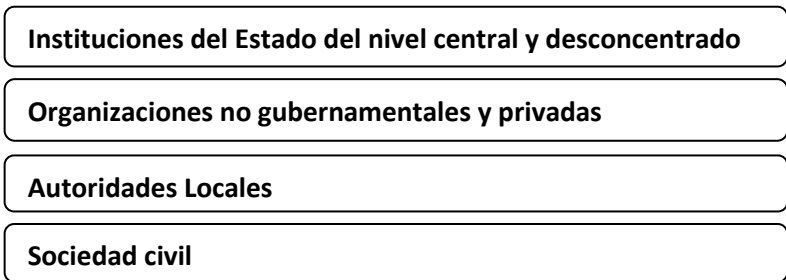 Instituciones del Estado del nivel central y desconcentrado
Organizaciones no gubernamentales y privadas
Autoridades Locales
Sociedad civil